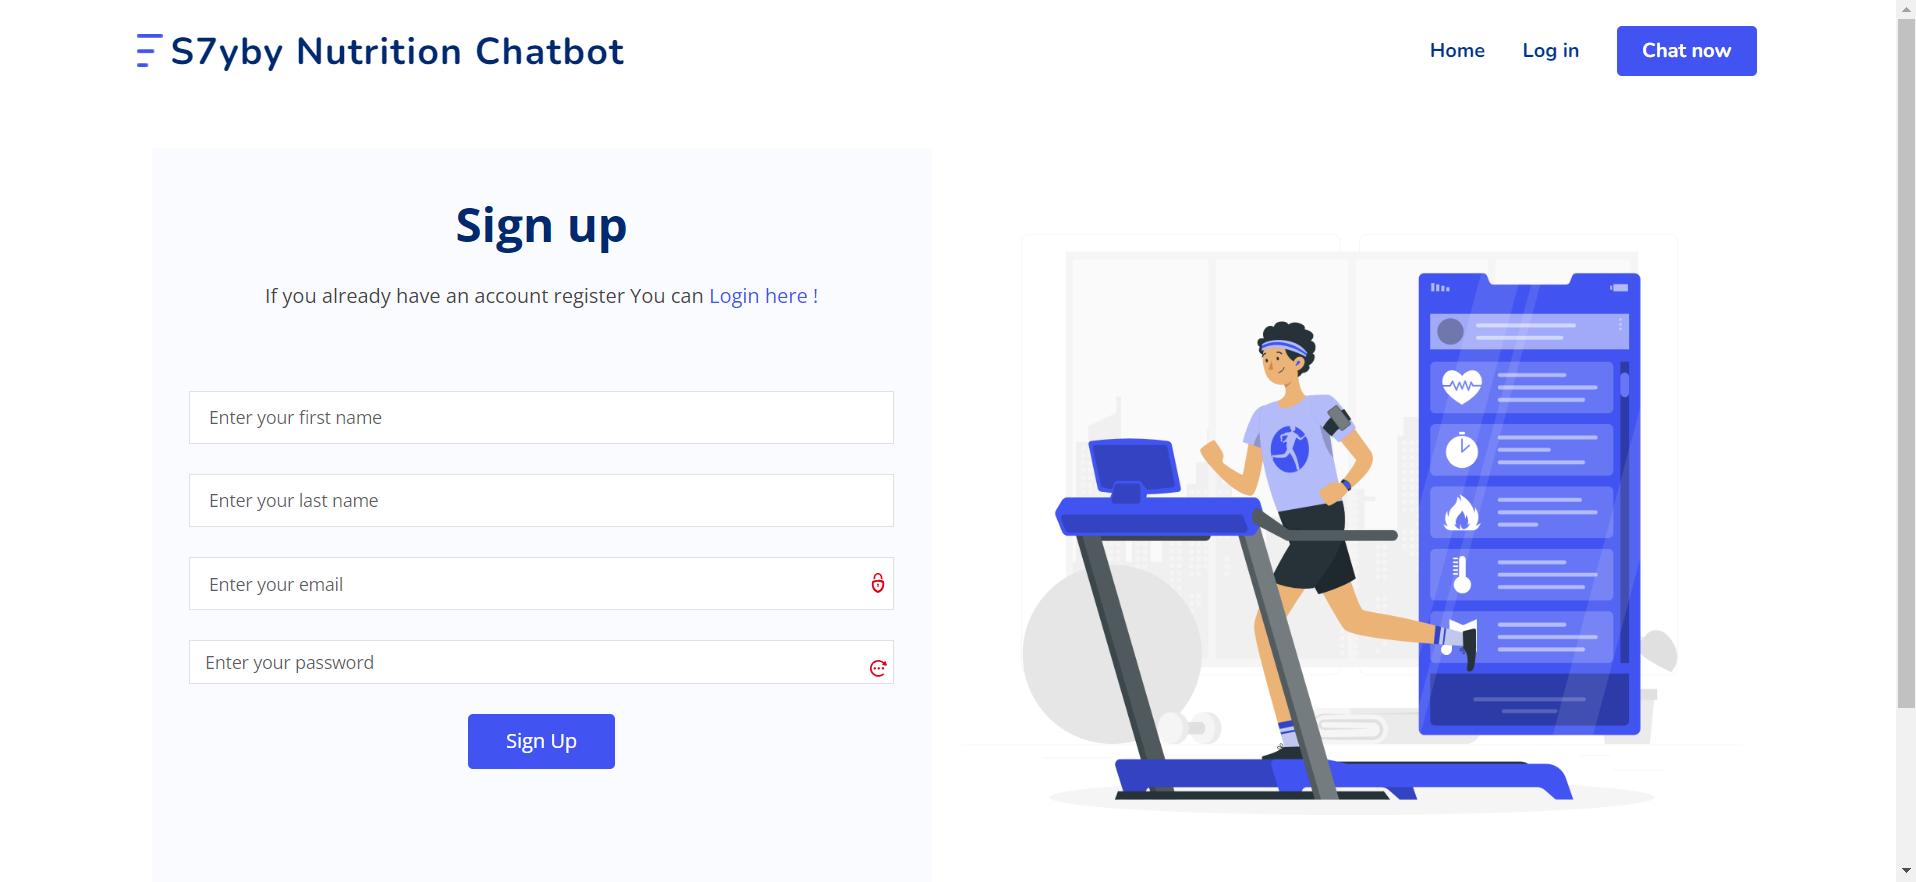 S7yby Nutrition Chatbot
Home
Log in
Chat now
Sign up
If you already have an account register You can Login here !
Enter your first name
Enter your last name
Enter your email
Enter your password
Sign Up